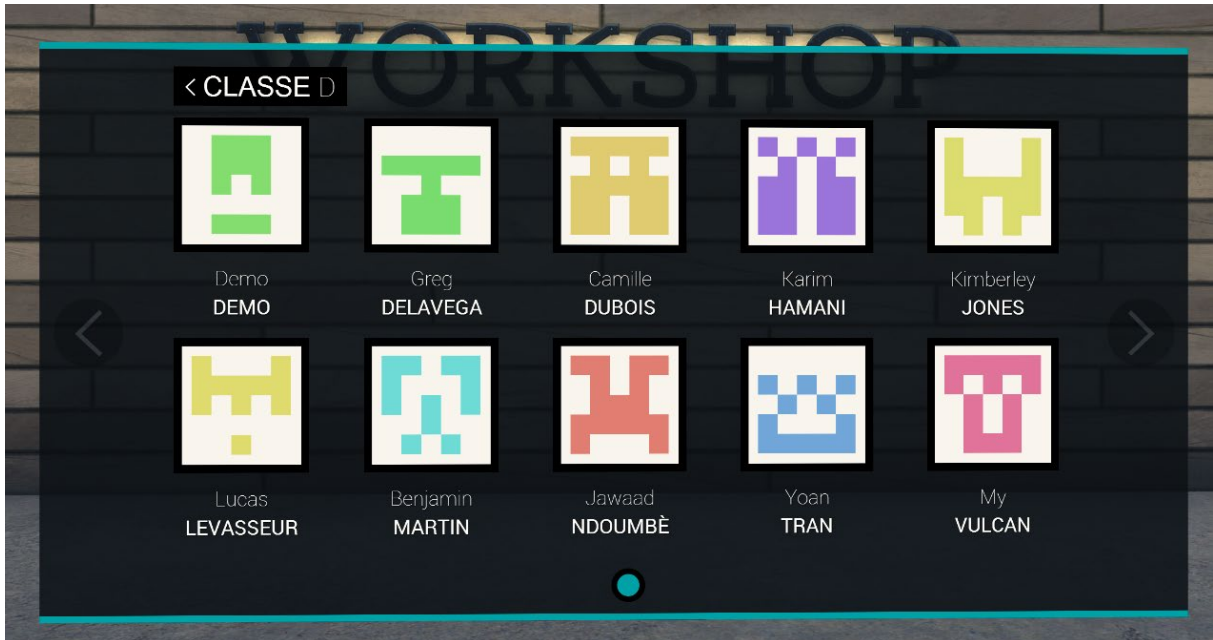 WORKSHOP
< CLASSE D
Demo
DEMO
Greg
DELAVEGA
Camille
DUBOIS
Karim
HAMANI
Kimberley
JONES
Lucas
LEVASSEUR
Benjamin
MARTIN
Jawaad
NDOUMBÈ
Yoan
TRAN
My
VULCAN